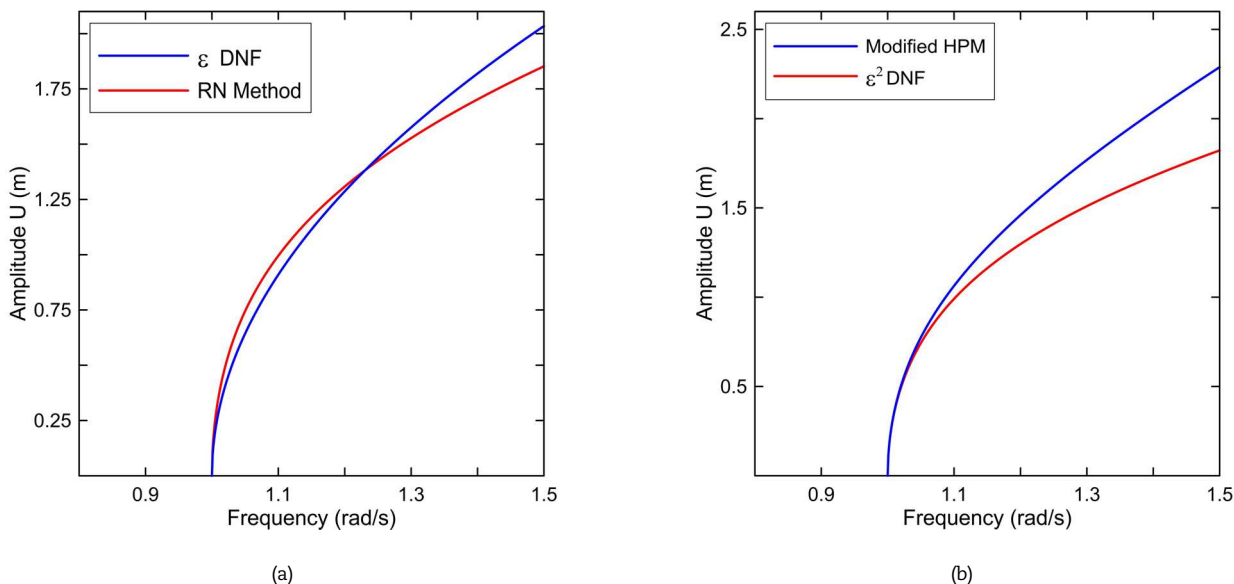 ε DNF
RN Method
Amplitude U (m)
1.75
1.25
0.75
0.25
0.9
1.1
1.3
1.5
Frequency (rad/s)
(a)
Modified HPM
ε² DNF
Amplitude U (m)
2.5
1.5
0.5
0.9
1.1
1.3
1.5
Frequency (rad/s)
(b)